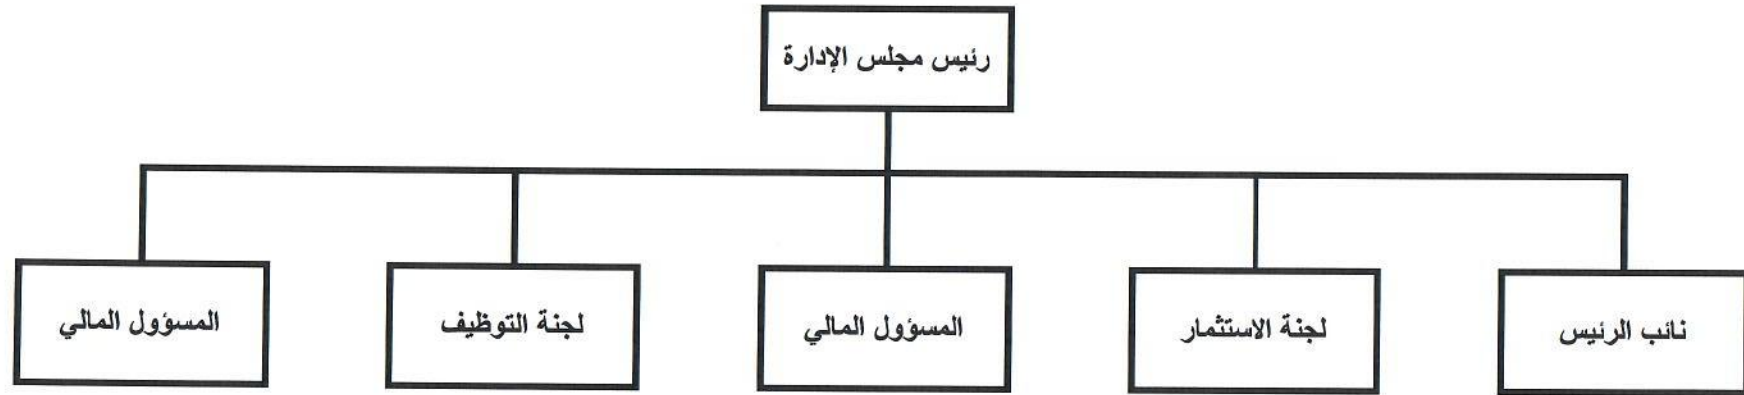 رئيس مجلس الإدارة
نائب الرئيس
لجنة الاستثمار
المسؤول المالي
لجنة التوظيف
المسؤول المالي